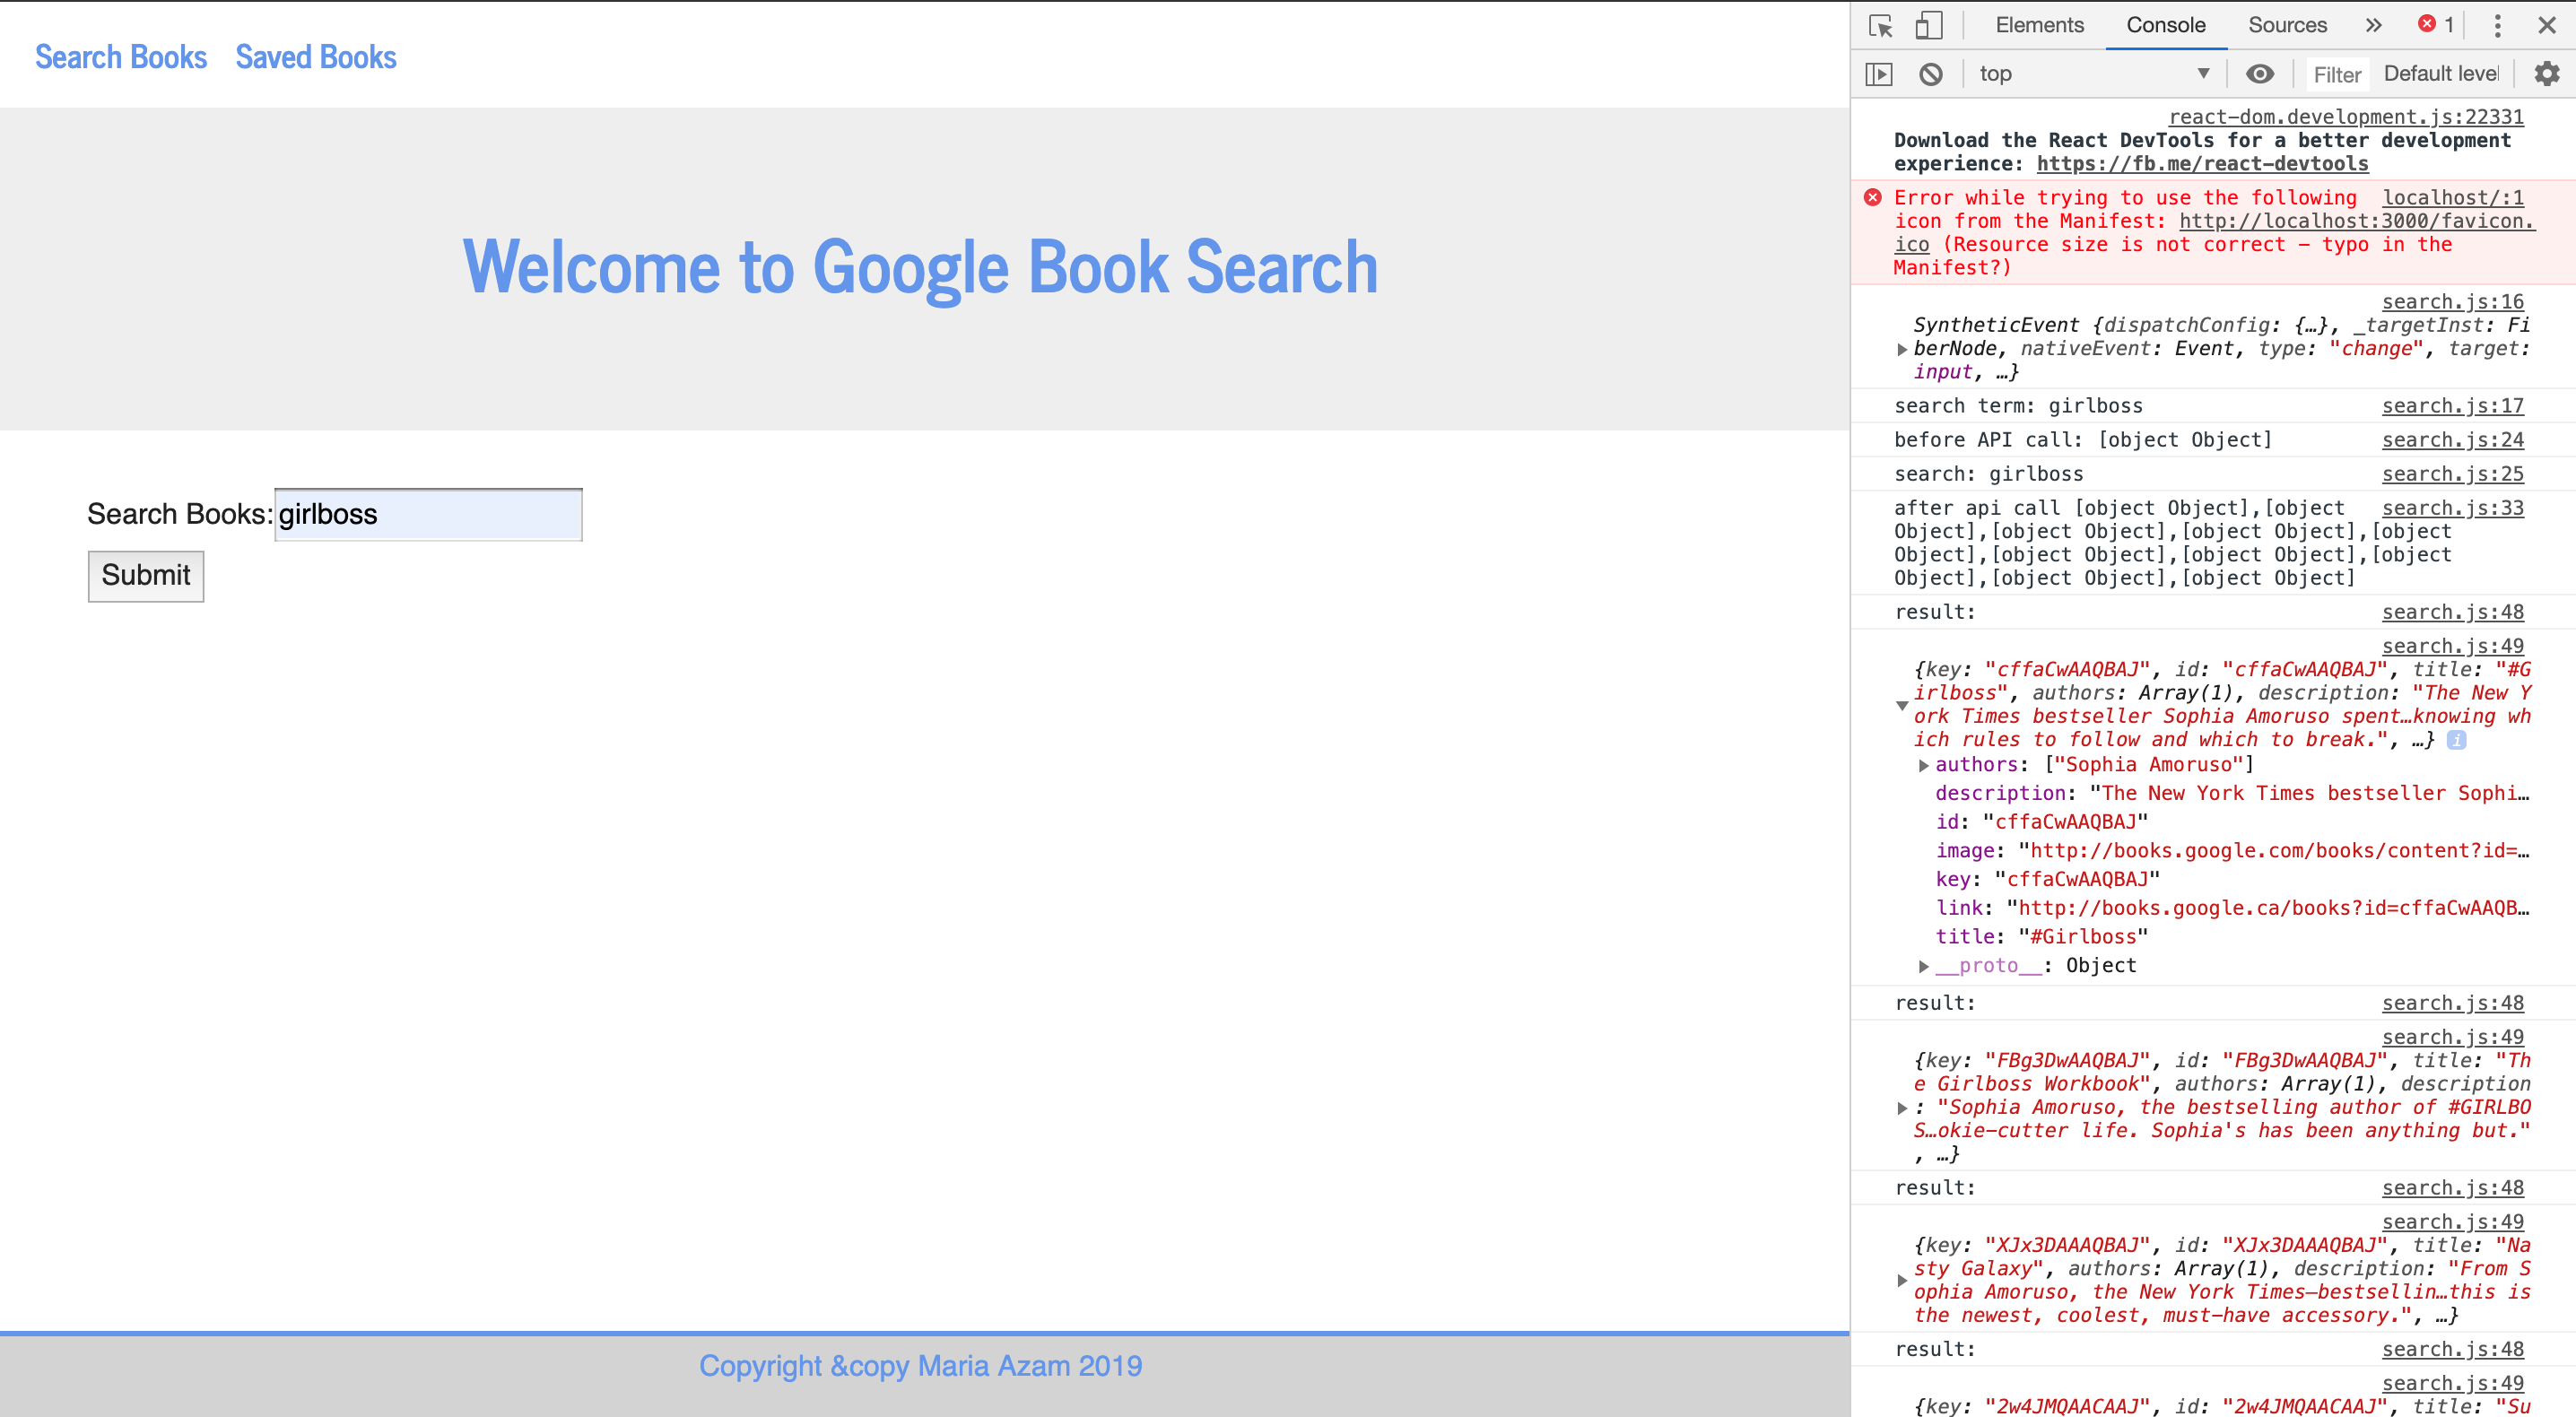 Search Books Saved Books
Welcome to Google Book Search
Search Books: girlboss
Submit
Copyright &copy Maria Azam 2019
Elements Console Sources » 1
top Filter Default level
react-dom.development.js:22331
Download the React DevTools for a better development
experience: https://fb.me/react-devtools
Error while trying to use the following localhost/:1
icon from the Manifest: http://localhost:3000/favicon.
ico (Resource size is not correct - typo in the
Manifest?)
search.js:16
SyntheticEvent {dispatchConfig: {…}, _targetInst: Fi
berNode, nativeEvent: Event, type: "change", target:
input, …}
search term: girlboss search.js:17
before API call: [object Object] search.js:24
search: girlboss search.js:25
after api call [object Object],[object search.js:33
Object],[object Object],[object Object],[object
Object],[object Object],[object Object],[object
Object],[object Object],[object Object]
result: search.js:48
search.js:49
{key: "cffaCwAAQBAJ", id: "cffaCwAAQBAJ", title: "#G
irlboss", authors: Array(1), description: "The New Y
ork Times bestseller Sophia Amoruso spent…knowing wh
ich rules to follow and which to break.", …} i
authors: ["Sophia Amoruso"]
description: "The New York Times bestseller Sophi…
id: "cffaCwAAQBAJ"
image: "http://books.google.com/books/content?id=…
key: "cffaCwAAQBAJ"
link: "http://books.google.ca/books?id=cffaCwAAQB…
title: "#Girlboss"
__proto__: Object
result: search.js:48
search.js:49
{key: "FBg3DwAAQBAJ", id: "FBg3DwAAQBAJ", title: "Th
e Girlboss Workbook", authors: Array(1), description
: "Sophia Amoruso, the bestselling author of #GIRLBO
S…okie-cutter life. Sophia's has been anything but."
, …}
result: search.js:48
search.js:49
{key: "XJx3DAAAQBAJ", id: "XJx3DAAAQBAJ", title: "Na
sty Galaxy", authors: Array(1), description: "From S
ophia Amoruso, the New York Times–bestsellin…this is
the newest, coolest, must-have accessory.", …}
result: search.js:48
search.js:49
{key: "2w4JMQAACAAJ", id: "2w4JMQAACAAJ", title: "Su